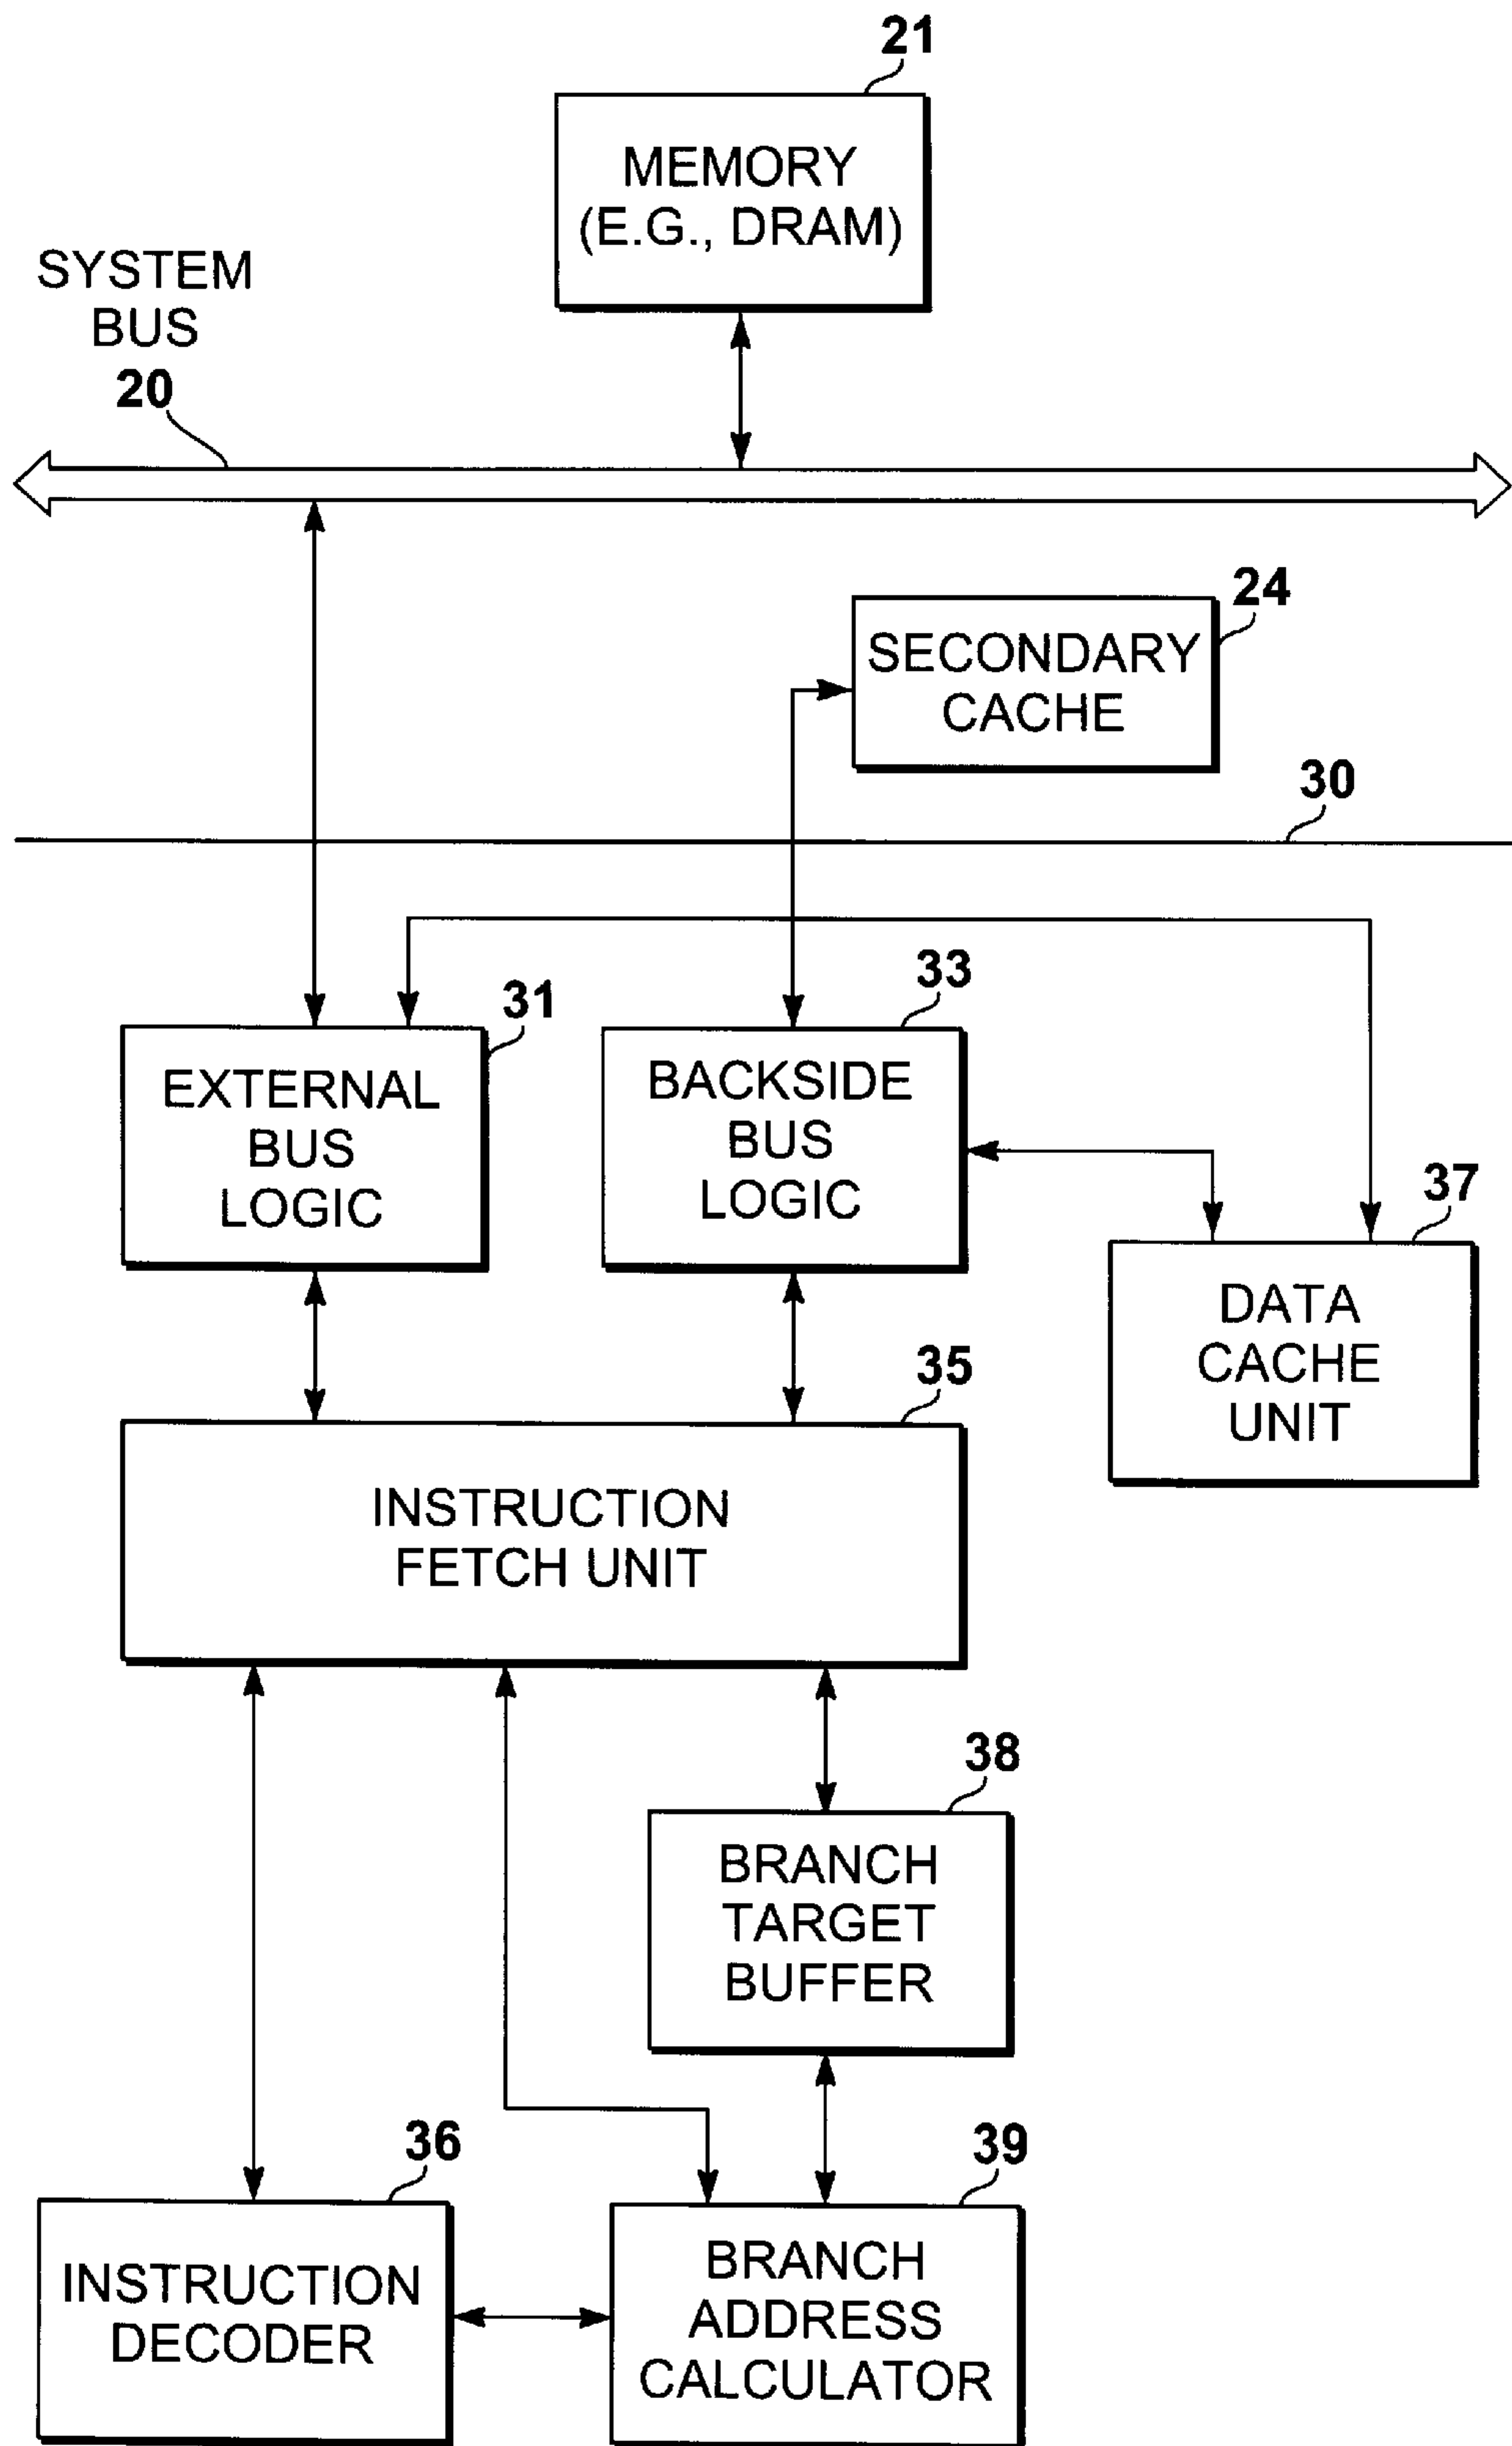 21
MEMORY
(E.G., DRAM)
SYSTEM
BUS
20
24
SECONDARY
CACHE
30
31
EXTERNAL
BUS
LOGIC
33
BACKSIDE
BUS
LOGIC
37
DATA
CACHE
UNIT
35
INSTRUCTION
FETCH UNIT
38
BRANCH
TARGET
BUFFER
36
INSTRUCTION
DECODER
39
BRANCH
ADDRESS
CALCULATOR